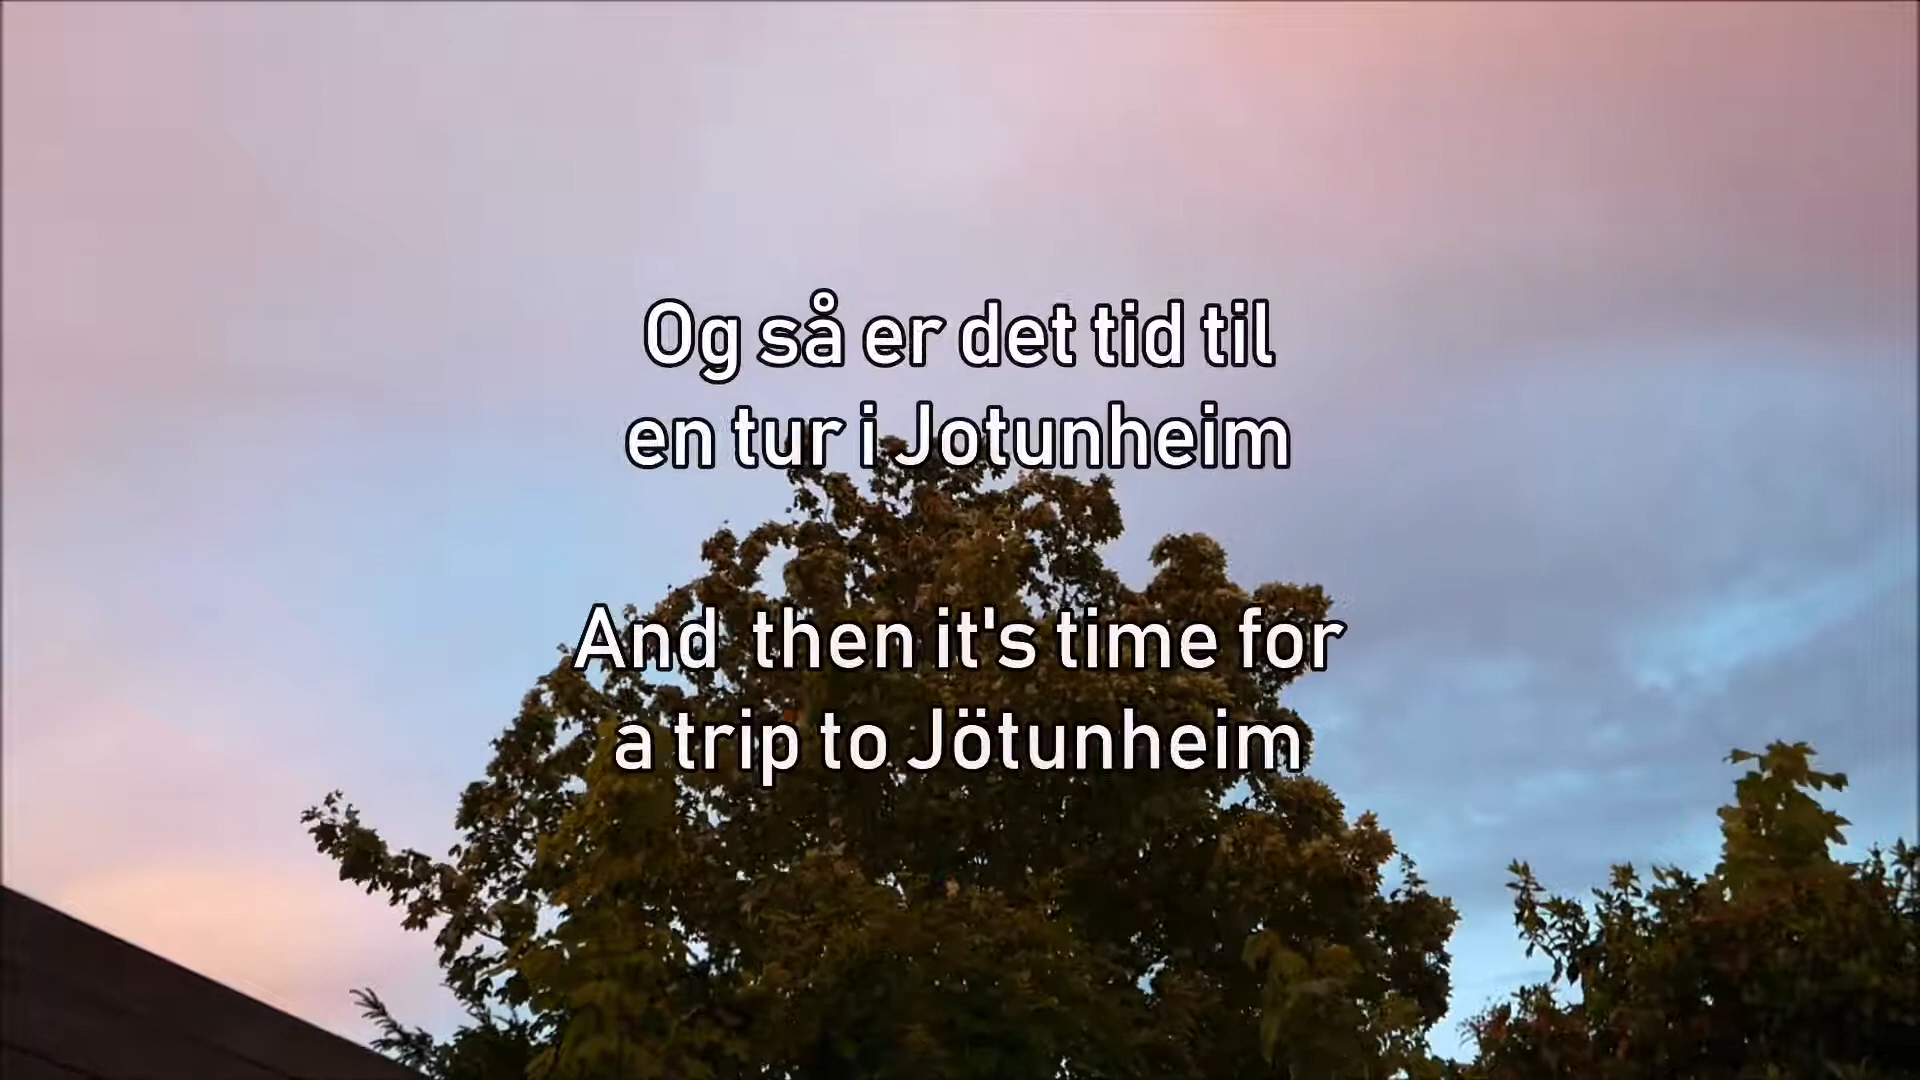 Og så er det tid til
en tur i Jotunheim
And  then it's time for
a trip to Jötunheim